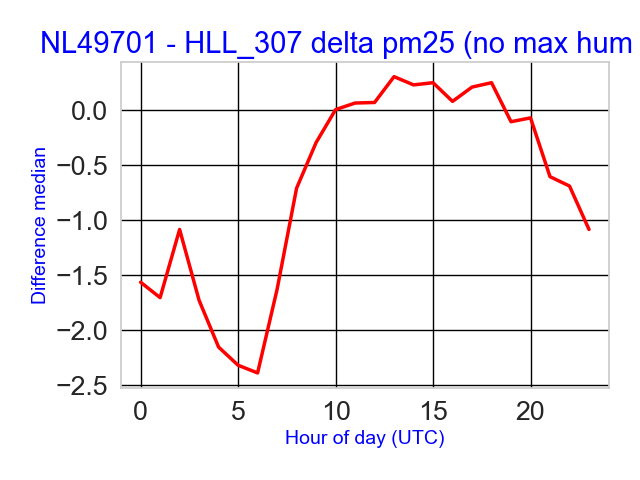 NL49701 - HLL_307 delta pm25 (no max hum
Difference median
0.0
−0.5
−1.0
−1.5
−2.0
−2.5
0 5 10 15 20
Hour of day (UTC)